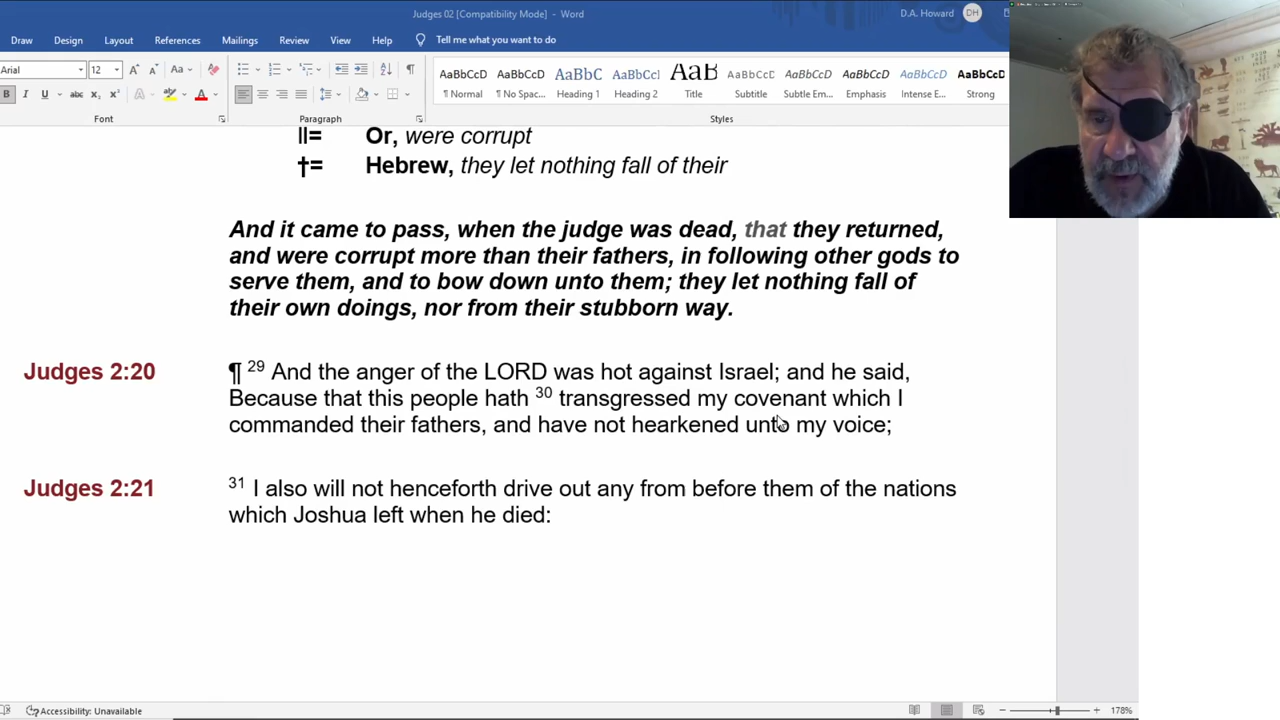 Judges 02 [Compatibility Mode] - Word
D.A. Howard DH
Draw Design Layout References Mailings Review View Help Tell me what you want to do
Arial 12 Aa
AaBbCcD AaBbCcD AaBbC AaBbCcI AaB AaBbCcD AaBbCcD AaBbCcD AaBbCcD AaBbCcD
B I U abc x₂ x² A ab A
¶ Normal ¶ No Spac... Heading 1 Heading 2 Title Subtitle Subtle Em... Emphasis Intense E... Strong
Font Paragraph Styles
||= Or, were corrupt
†= Hebrew, they let nothing fall of their
And it came to pass, when the judge was dead, that they returned,
and were corrupt more than their fathers, in following other gods to
serve them, and to bow down unto them; they let nothing fall of
their own doings, nor from their stubborn way.
Judges 2:20 ¶ 29 And the anger of the LORD was hot against Israel; and he said,
Because that this people hath 30 transgressed my covenant which I
commanded their fathers, and have not hearkened unto my voice;
Judges 2:21 31 I also will not henceforth drive out any from before them of the nations
which Joshua left when he died:
Accessibility: Unavailable 178%